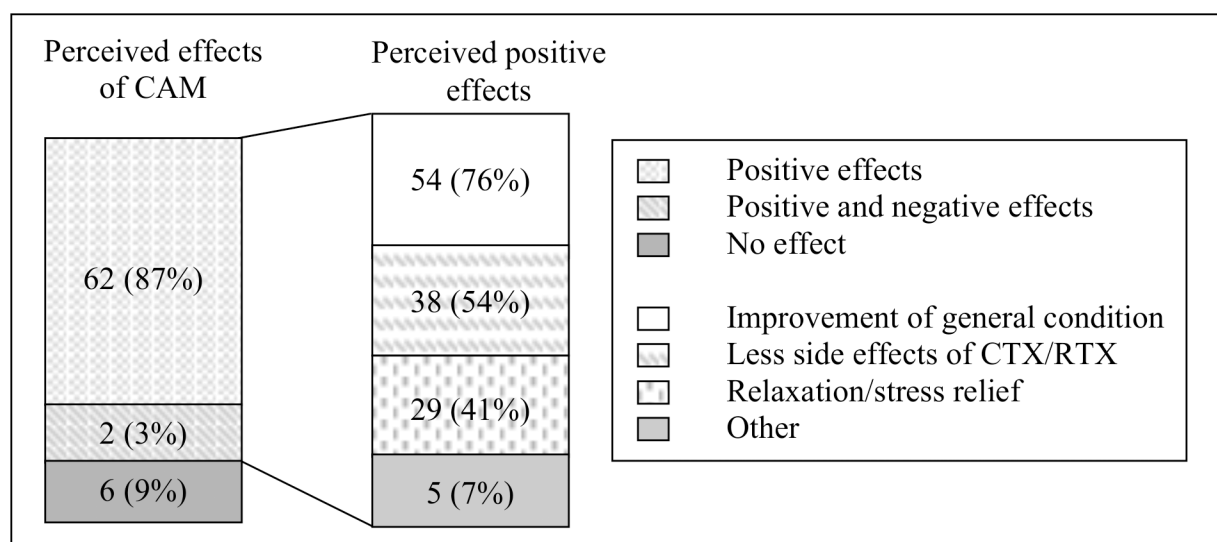 Perceived effects
of CAM
62 (87%)
2 (3%)
6 (9%)
Perceived positive
effects
54 (76%)
38 (54%)
29 (41%)
5 (7%)
Positive effects
Positive and negative effects
No effect
Improvement of general condition
Less side effects of CTX/RTX
Relaxation/stress relief
Other